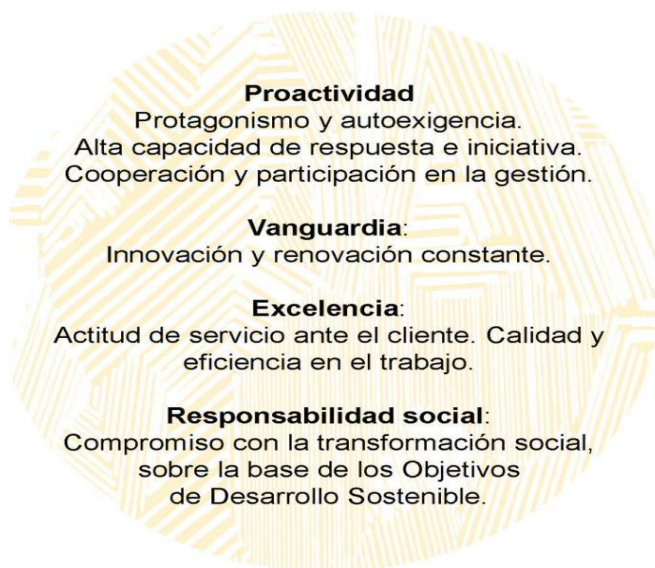 Proactividad
Protagonismo y autoexigencia.
Alta capacidad de respuesta e iniciativa.
Cooperación y participación en la gestión.
Vanguardia:
Innovación y renovación constante.
Excelencia:
Actitud de servicio ante el cliente. Calidad y
eficiencia en el trabajo.
Responsabilidad social:
Compromiso con la transformación social,
sobre la base de los Objetivos
de Desarrollo Sostenible.